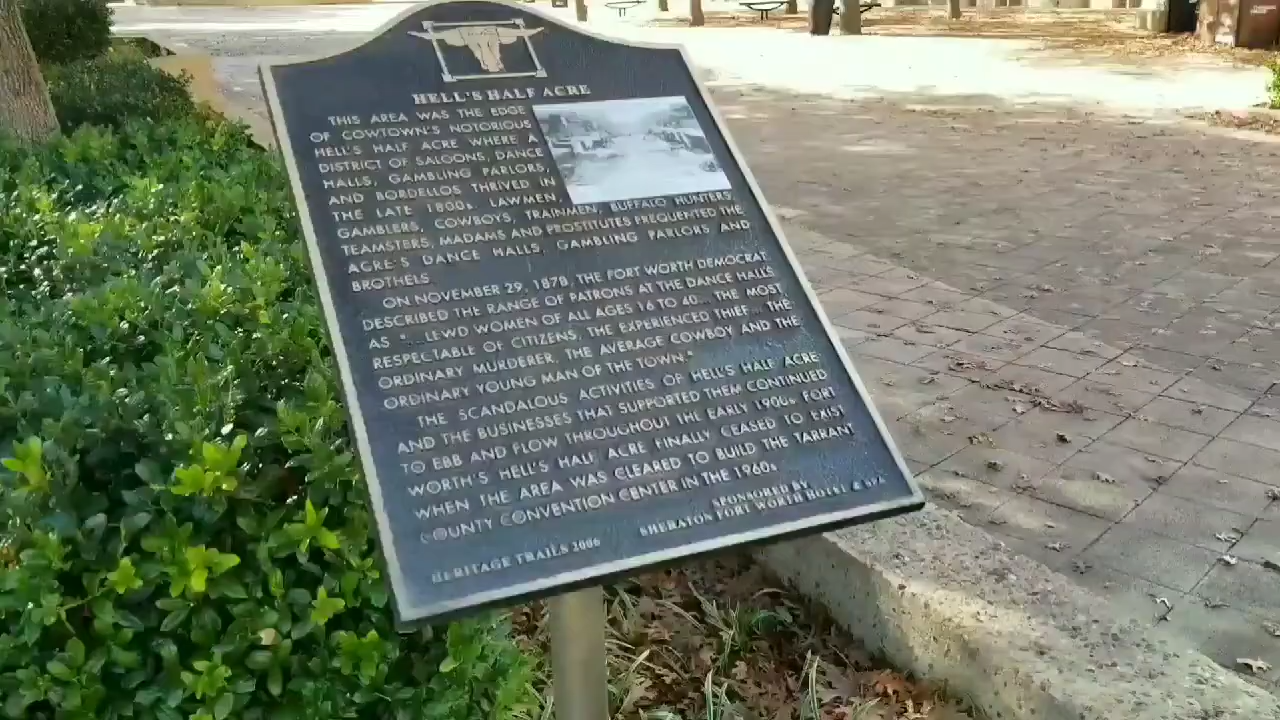 HELL'S HALF ACRE
THIS AREA WAS THE EDGE
OF COWTOWN'S NOTORIOUS
HELL'S HALF ACRE WHERE A
DISTRICT OF SALOONS, DANCE
HALLS, GAMBLING PARLORS,
AND BORDELLOS THRIVED IN
THE LATE 1800s. LAWMEN,
GAMBLERS, COWBOYS, TRAINMEN, BUFFALO HUNTERS,
TEAMSTERS, MADAMS AND PROSTITUTES FREQUENTED THE
ACRE'S DANCE HALLS, GAMBLING PARLORS AND
BROTHELS.
ON NOVEMBER 29, 1878, THE FORT WORTH DEMOCRAT
DESCRIBED THE RANGE OF PATRONS AT THE DANCE HALLS
AS "...LEWD WOMEN OF ALL AGES 16 TO 40... THE MOST
RESPECTABLE OF CITIZENS, THE EXPERIENCED THIEF... THE
ORDINARY MURDERER, THE AVERAGE COWBOY AND THE
ORDINARY YOUNG MAN OF THE TOWN."
THE SCANDALOUS ACTIVITIES OF HELL'S HALF ACRE
AND THE BUSINESSES THAT SUPPORTED THEM CONTINUED
TO EBB AND FLOW THROUGHOUT THE EARLY 1900s. FORT
WORTH'S HELL'S HALF ACRE FINALLY CEASED TO EXIST
WHEN THE AREA WAS CLEARED TO BUILD THE TARRANT
COUNTY CONVENTION CENTER IN THE 1960s.
SPONSORED BY
HERITAGE TRAILS 2006 SHERATON FORT WORTH HOTEL &